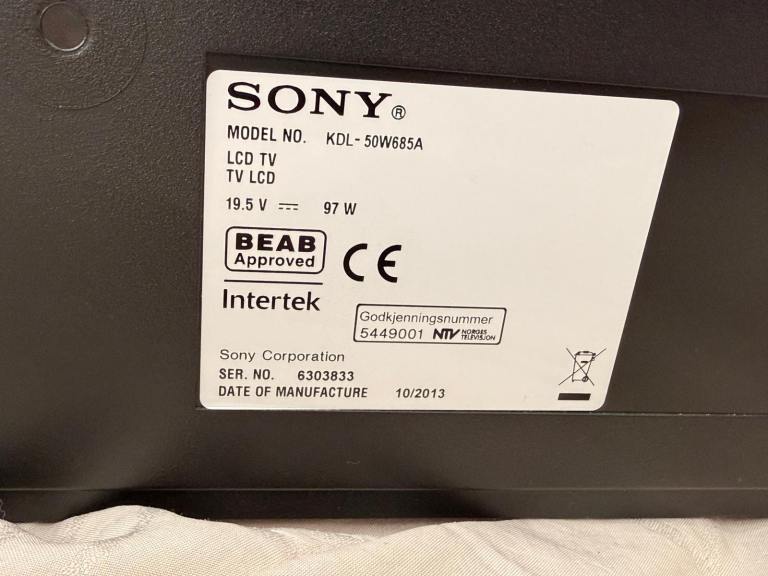 SONY®
MODEL NO. KDL-50W685A
LCD TV
TV LCD
19.5 V ⎓ 97 W
BEAB
Approved
CE
Intertek
Godkjenningsnummer
5449001 NTV NORGES
TELEVISJON
Sony Corporation
SER. NO. 6303833
DATE OF MANUFACTURE 10/2013